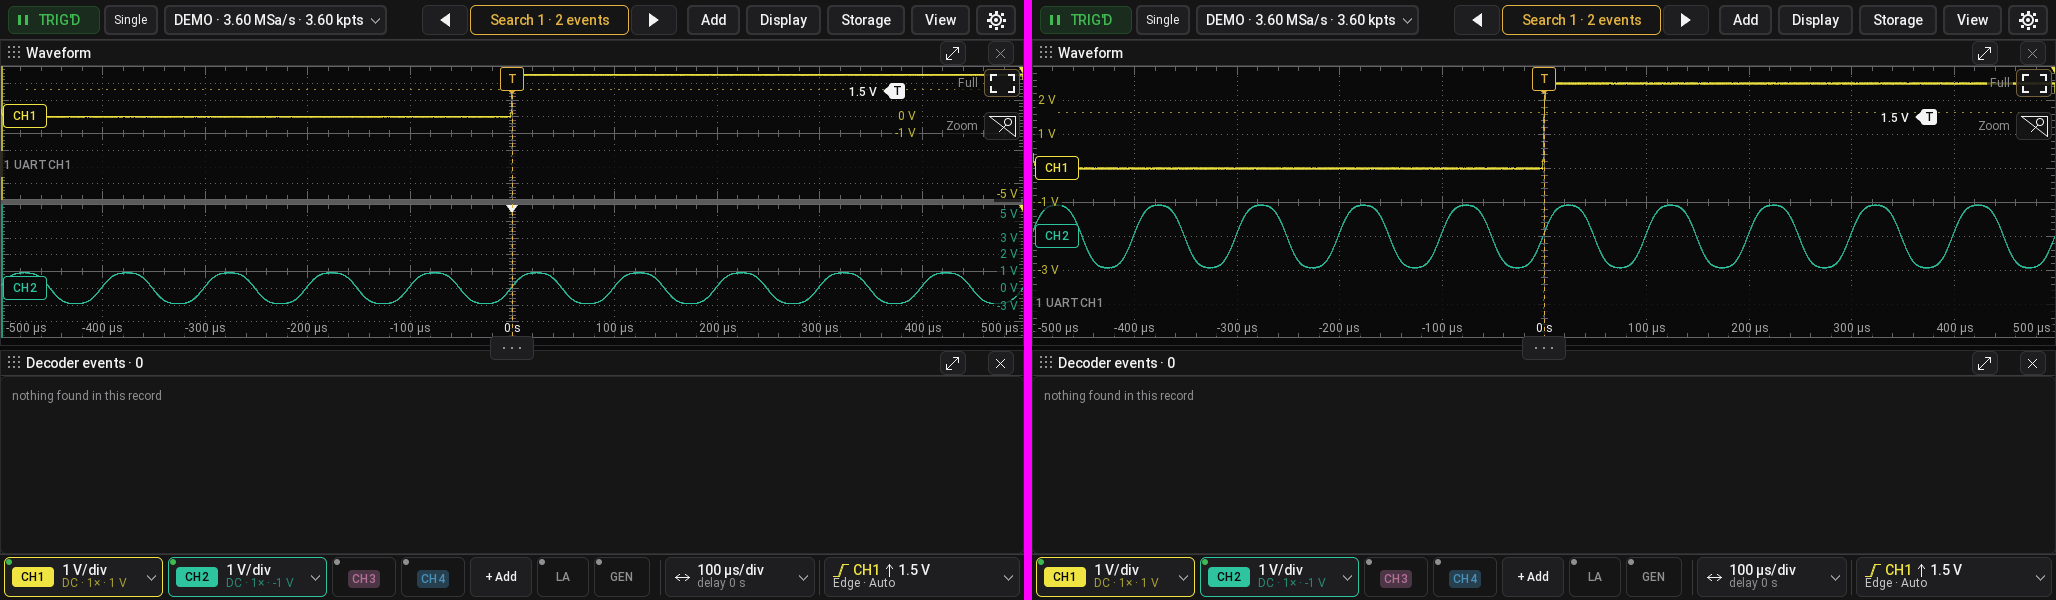 TRIG'D Single DEMO · 3.60 MSa/s · 3.60 kpts Search 1 · 2 events Add Display Storage View
Waveform
T
Full
1.5 V T
CH1
0 V
Zoom
-1 V
1 UART CH1
-5 V
5 V
3 V
2 V
1 V
CH2
0 V
-3 V
-500 µs -400 µs -300 µs -200 µs -100 µs 0 s 100 µs 200 µs 300 µs 400 µs 500 µs
...
Decoder events · 0
nothing found in this record
CH1 1 V/div
DC · 1× · 1 V
CH2 1 V/div
DC · 1× · -1 V
CH3 CH4 + Add LA GEN
100 µs/div
delay 0 s
CH1 ↑ 1.5 V
Edge · Auto
TRIG'D Single DEMO · 3.60 MSa/s · 3.60 kpts Search 1 · 2 events Add Display Storage View
Waveform
T
Full
2 V
1.5 V T
Zoom
1 V
CH1
-1 V
CH2
-3 V
1 UART CH1
-500 µs -400 µs -300 µs -200 µs -100 µs 0 s 100 µs 200 µs 300 µs 400 µs 500 µs
...
Decoder events · 0
nothing found in this record
CH1 1 V/div
DC · 1× · 1 V
CH2 1 V/div
DC · 1× · -1 V
CH3 CH4 + Add LA GEN
100 µs/div
delay 0 s
CH1 ↑ 1.5 V
Edge · Auto